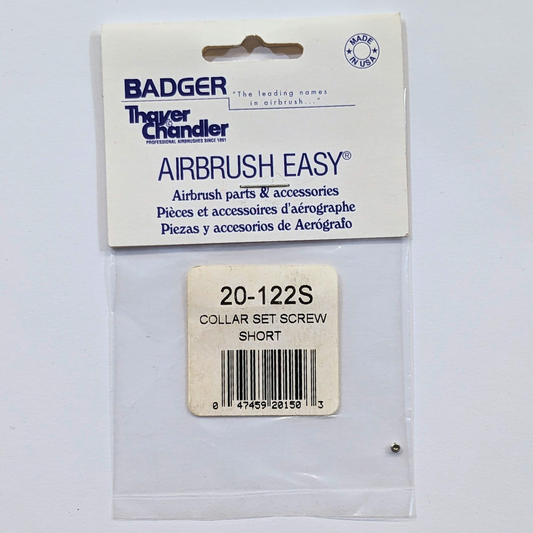 MADE
IN USA
BADGER
"The leading names
in airbrush..."
Thayer
& Chandler
PROFESSIONAL AIRBRUSHES SINCE 1891
AIRBRUSH EASY®
Airbrush parts & accessories
Pièces et accessoires d'aérographe
Piezas y accesorios de Aerógrafo
20-122S
COLLAR SET SCREW
SHORT
0 47459 20150 3